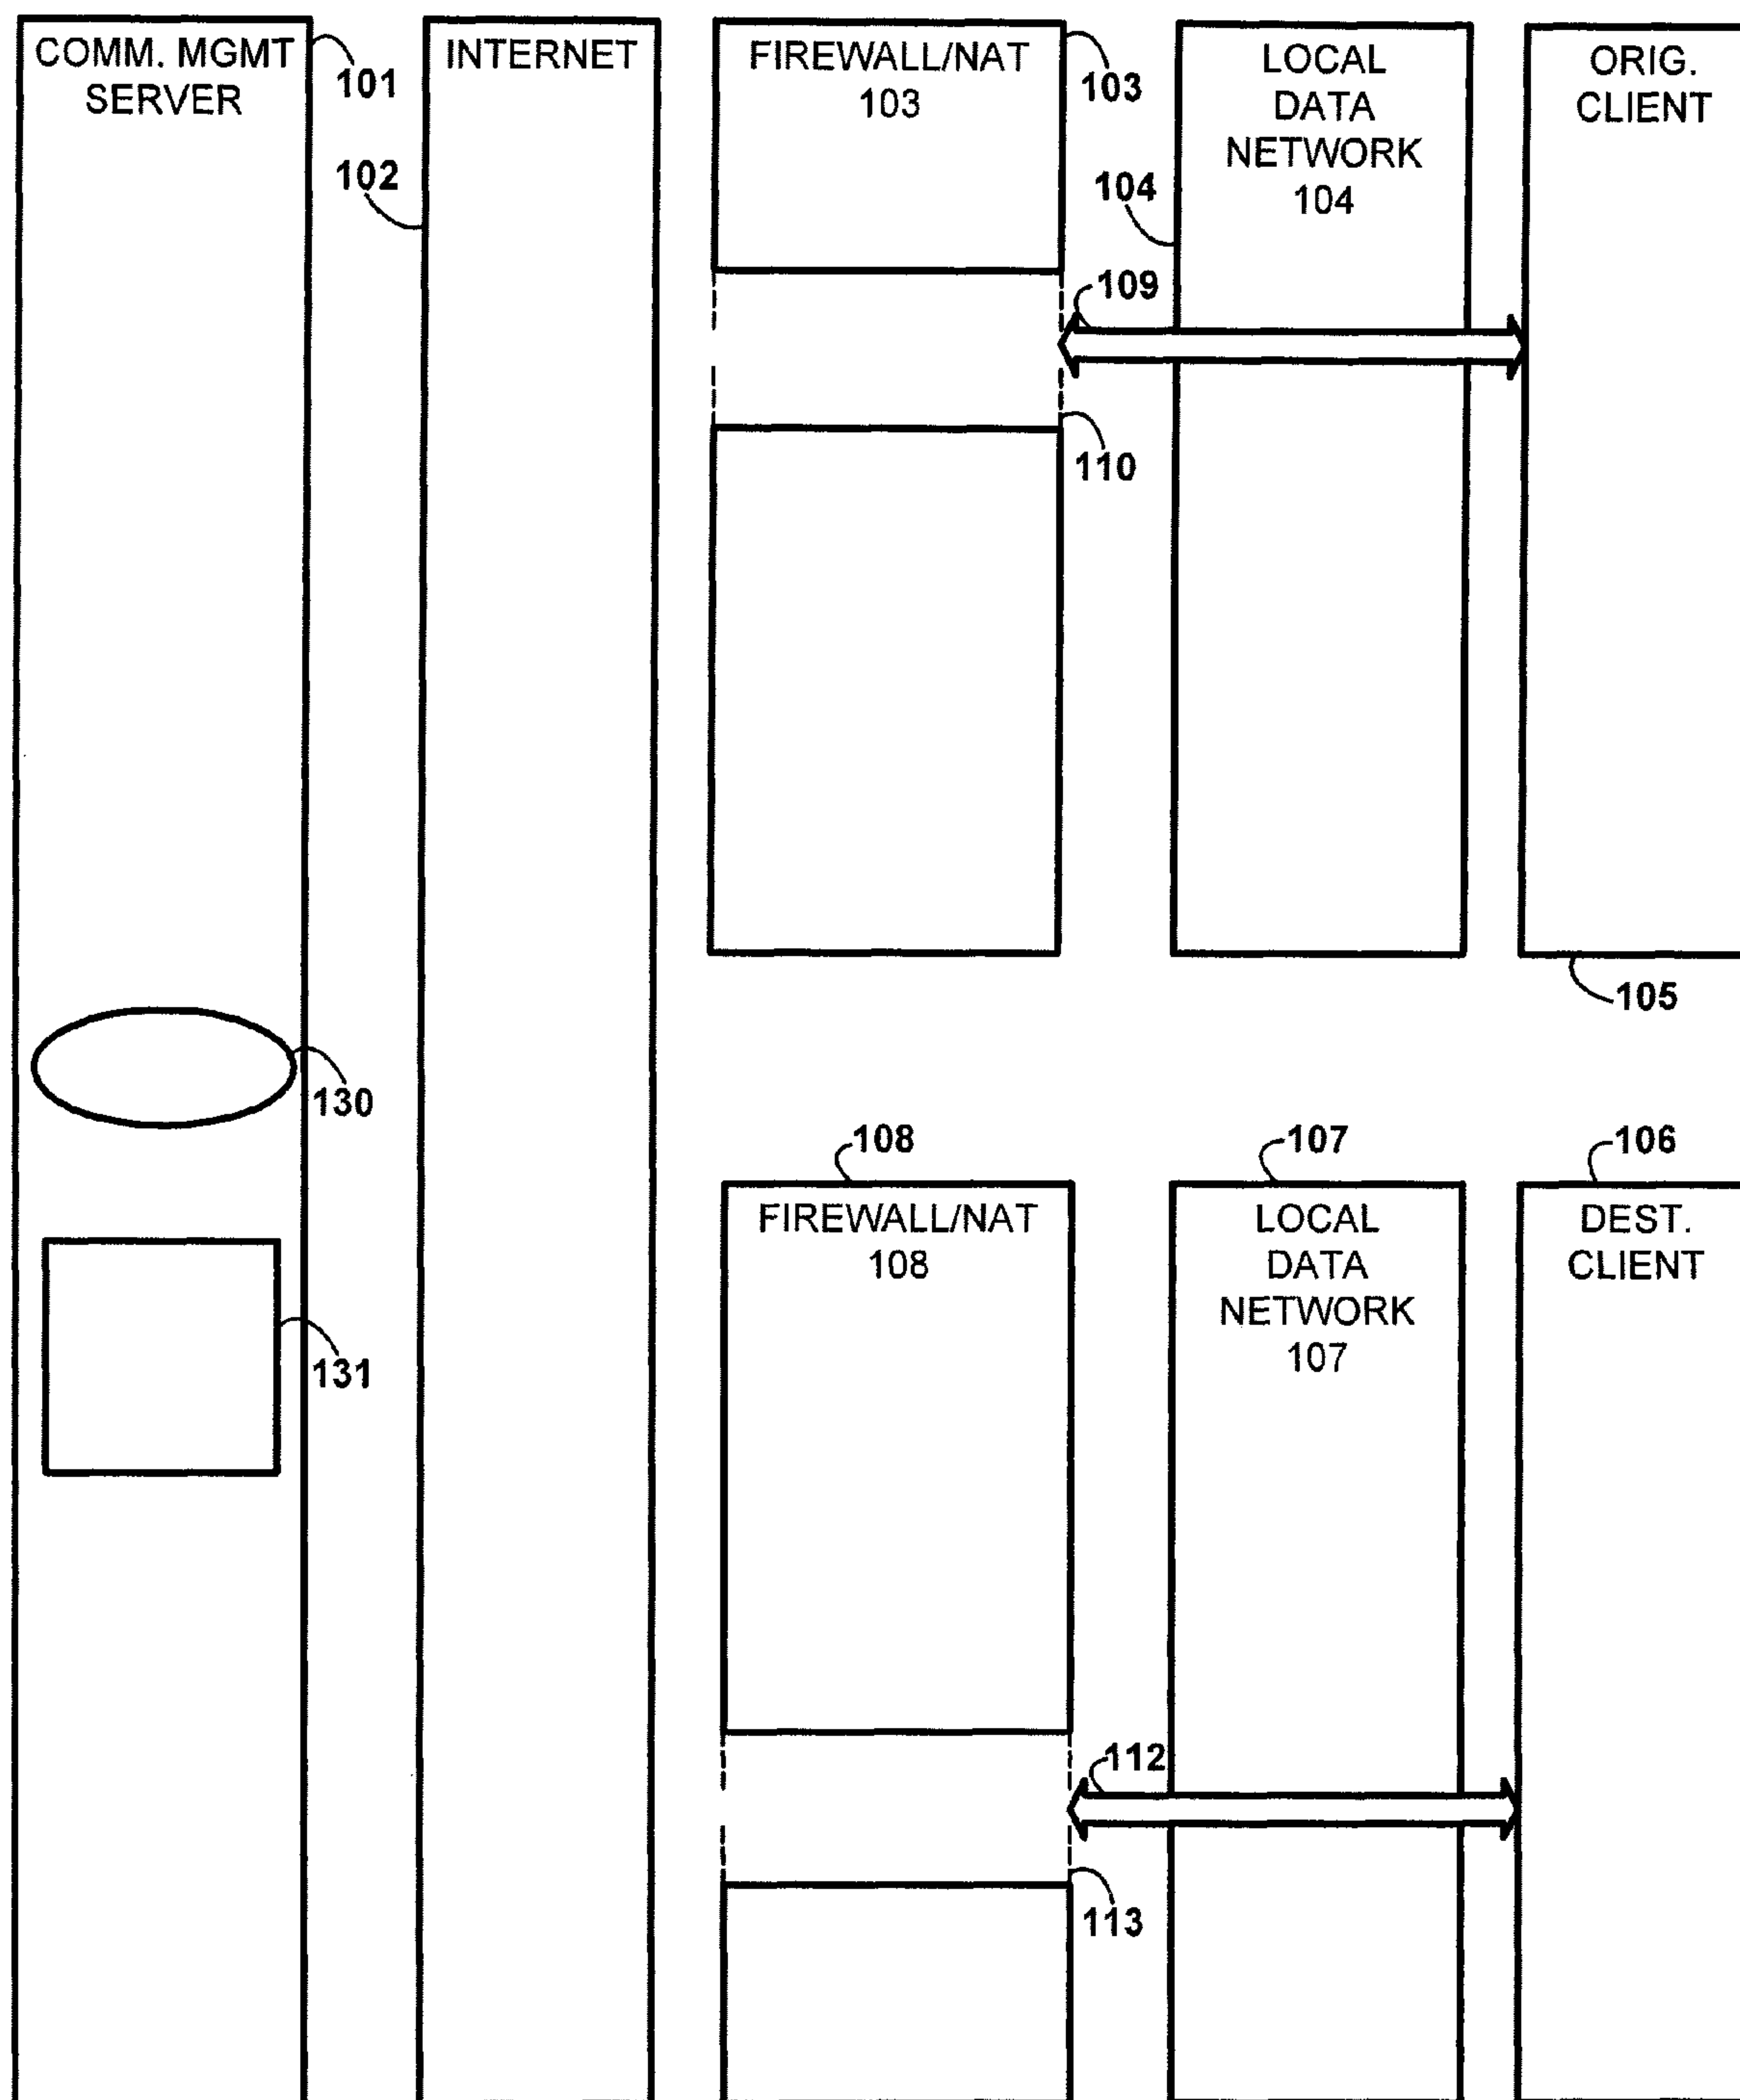 COMM. MGMT
SERVER
101
INTERNET
102
FIREWALL/NAT
103
103
LOCAL
DATA
NETWORK
104
104
ORIG.
CLIENT
109
110
105
130
131
108
FIREWALL/NAT
108
107
LOCAL
DATA
NETWORK
107
106
DEST.
CLIENT
112
113